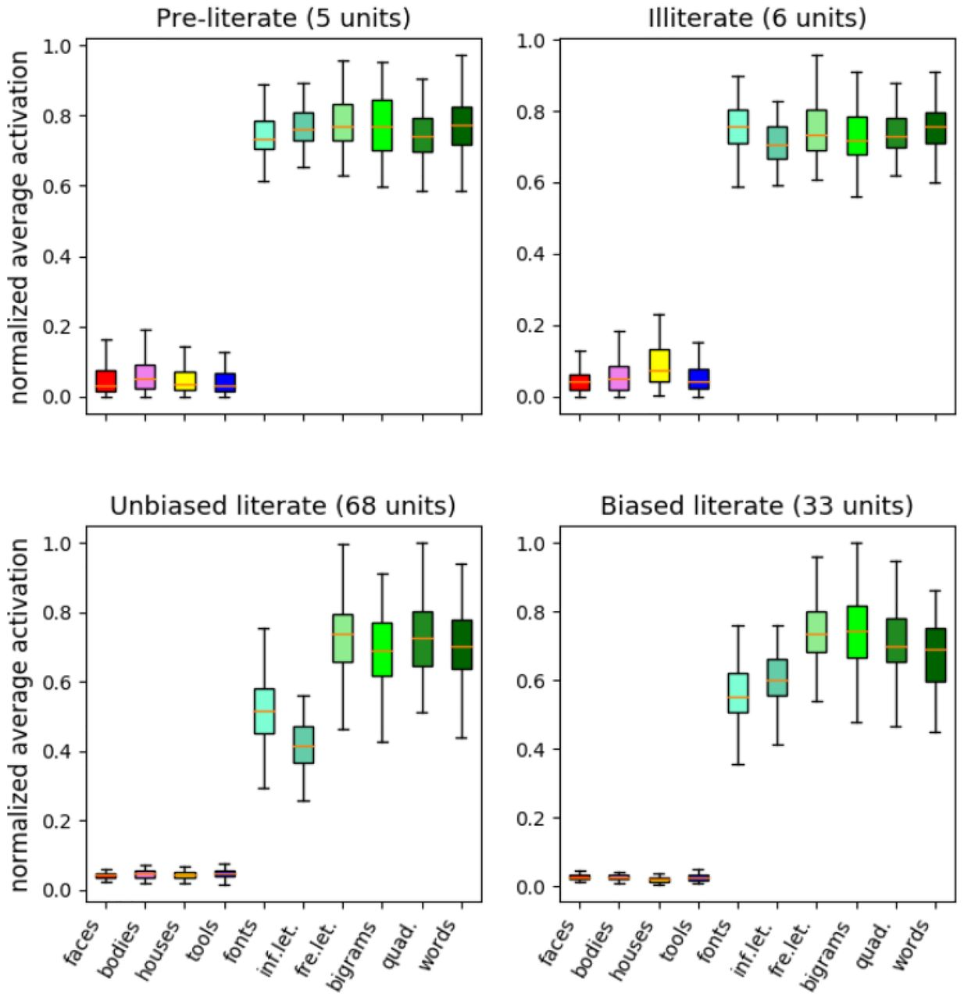 Pre-literate (5 units)
Illiterate (6 units)
normalized average activation
1.0
0.8
0.6
0.4
0.2
0.0
1.0
0.8
0.6
0.4
0.2
0.0
Unbiased literate (68 units)
Biased literate (33 units)
normalized average activation
1.0
0.8
0.6
0.4
0.2
0.0
1.0
0.8
0.6
0.4
0.2
0.0
faces
bodies
houses
tools
fonts
inf.let.
fre.let.
bigrams
quad.
words
faces
bodies
houses
tools
fonts
inf.let.
fre.let.
bigrams
quad.
words